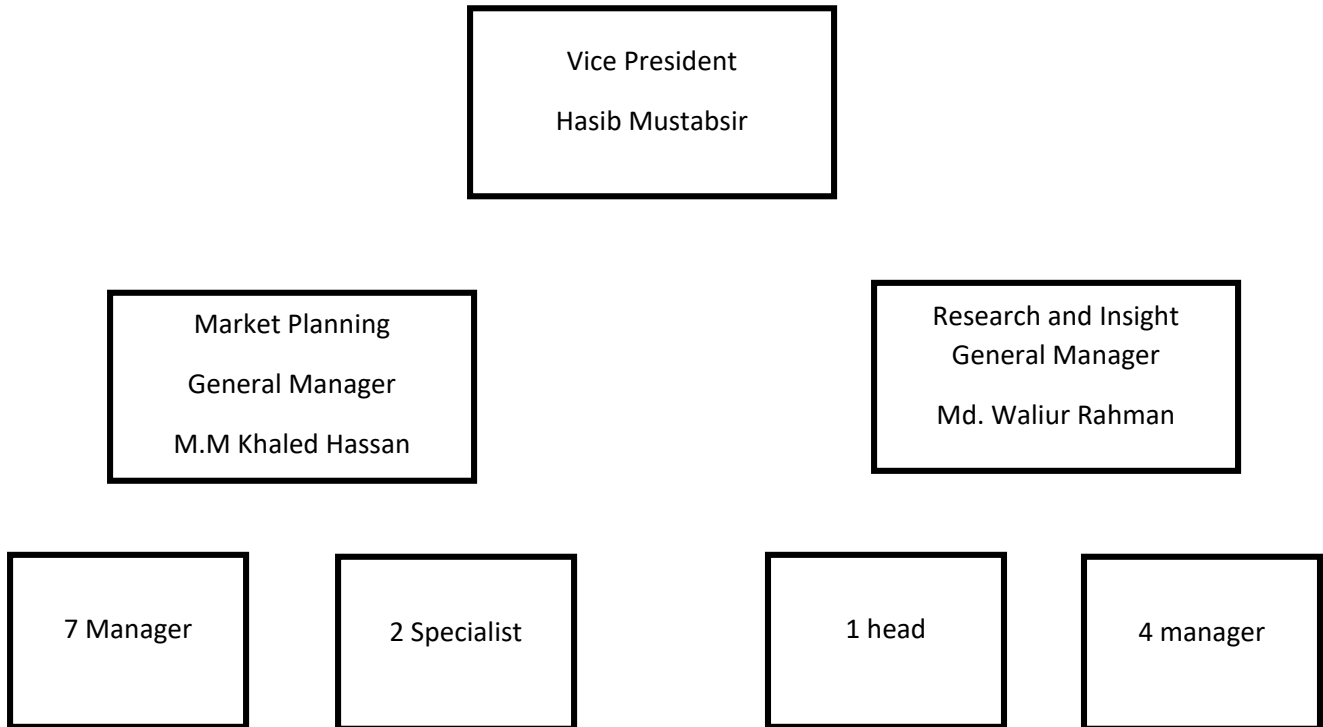 Vice President
Hasib Mustabsir
Market Planning
General Manager
M.M Khaled Hassan
Research and Insight
General Manager
Md. Waliur Rahman
7 Manager
2 Specialist
1 head
4 manager